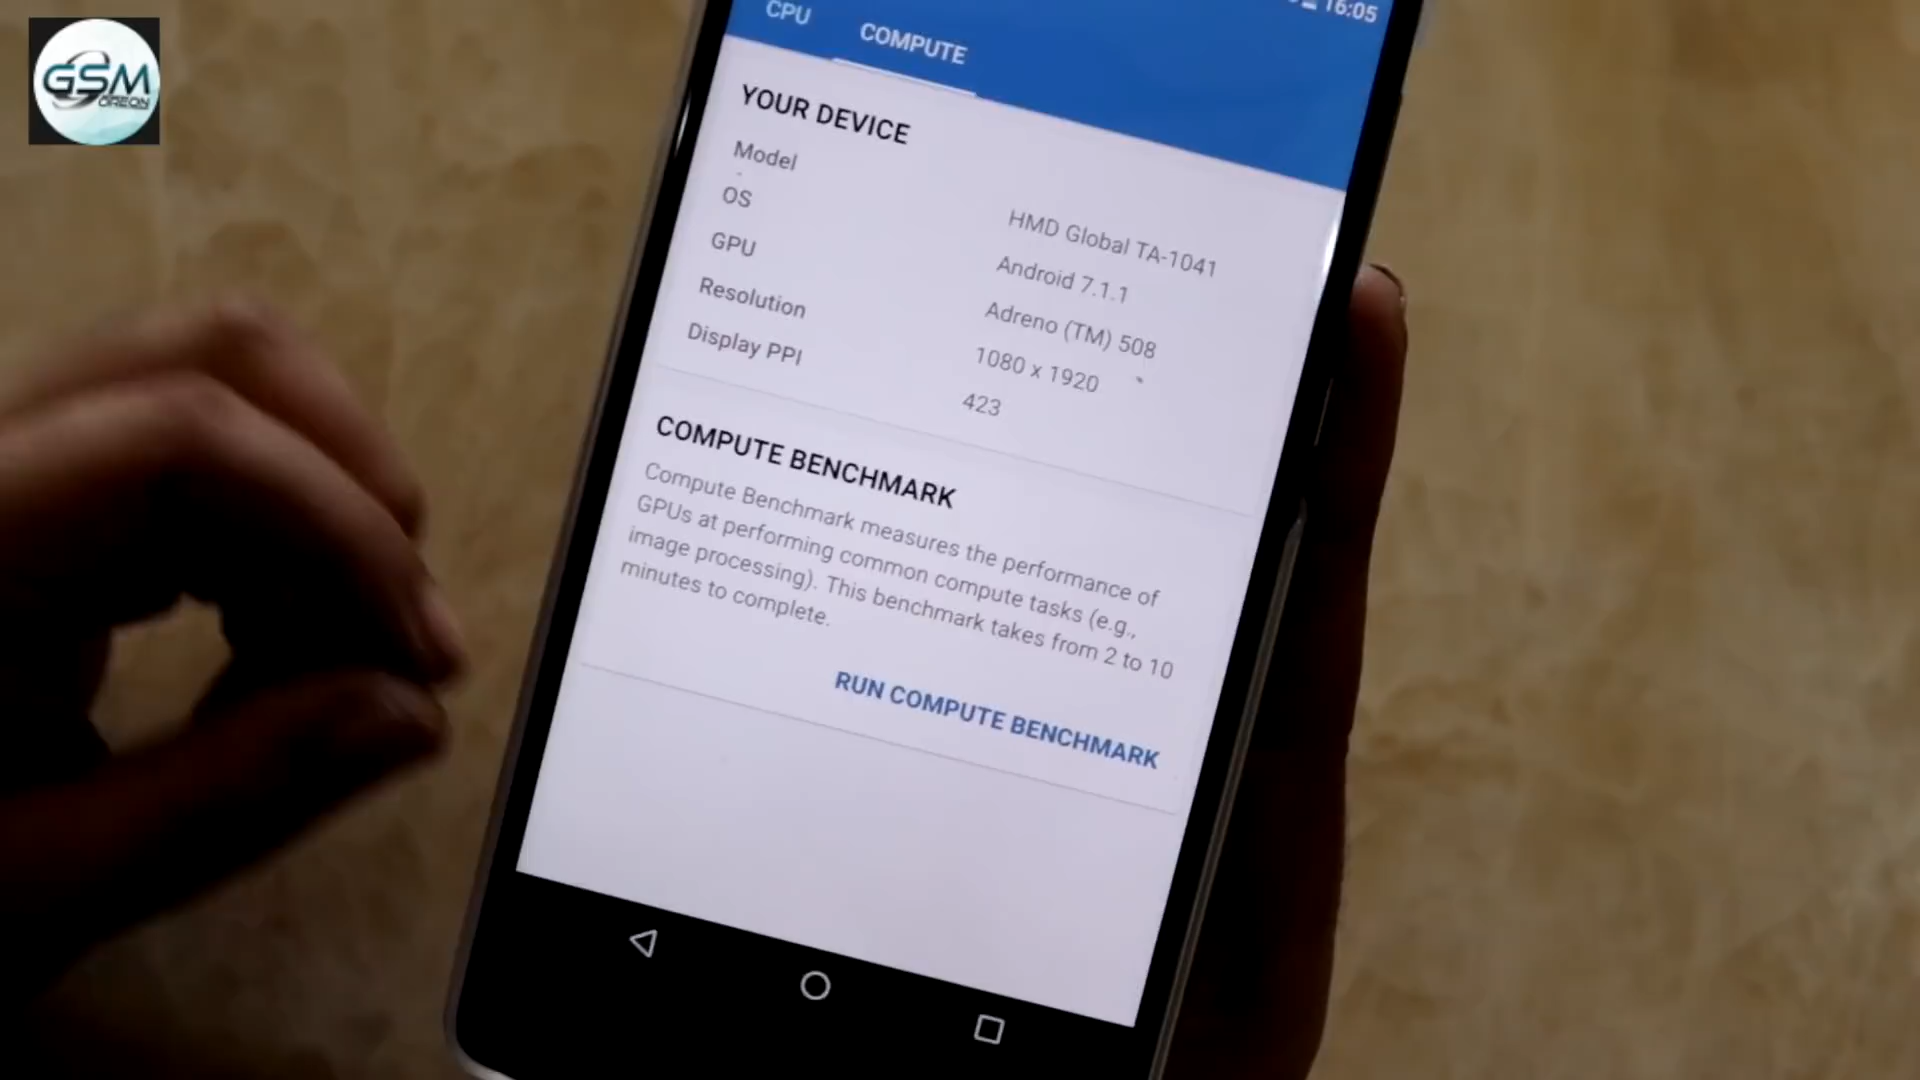 GSM
OREON
16:05
CPU
COMPUTE
YOUR DEVICE
Model
HMD Global TA-1041
OS
Android 7.1.1
GPU
Adreno (TM) 508
Resolution
1080 x 1920
Display PPI
423
COMPUTE BENCHMARK
Compute Benchmark measures the performance of
GPUs at performing common compute tasks (e.g.,
image processing). This benchmark takes from 2 to 10
minutes to complete.
RUN COMPUTE BENCHMARK